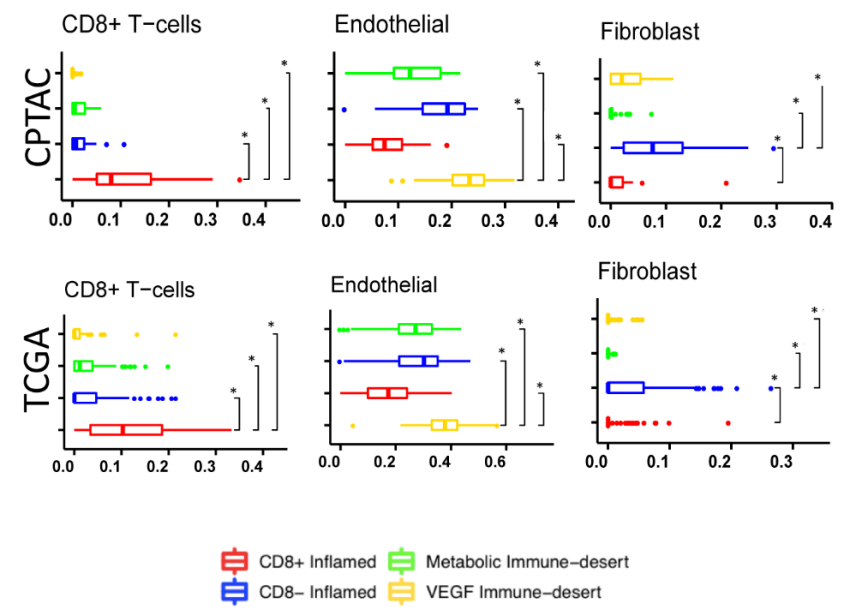 CD8+ T−cells
Endothelial
Fibroblast
CPTAC
* * *
* * *
* * *
0.0 0.1 0.2 0.3 0.4
0.0 0.1 0.2 0.3 0.4
0.0 0.1 0.2 0.3 0.4
CD8+ T−cells
Endothelial
Fibroblast
TCGA
* * *
* * *
* * *
0.0 0.1 0.2 0.3 0.4
0.0 0.2 0.4 0.6
0.0 0.1 0.2 0.3
CD8+ Inflamed
Metabolic Immune−desert
CD8− Inflamed
VEGF Immune−desert